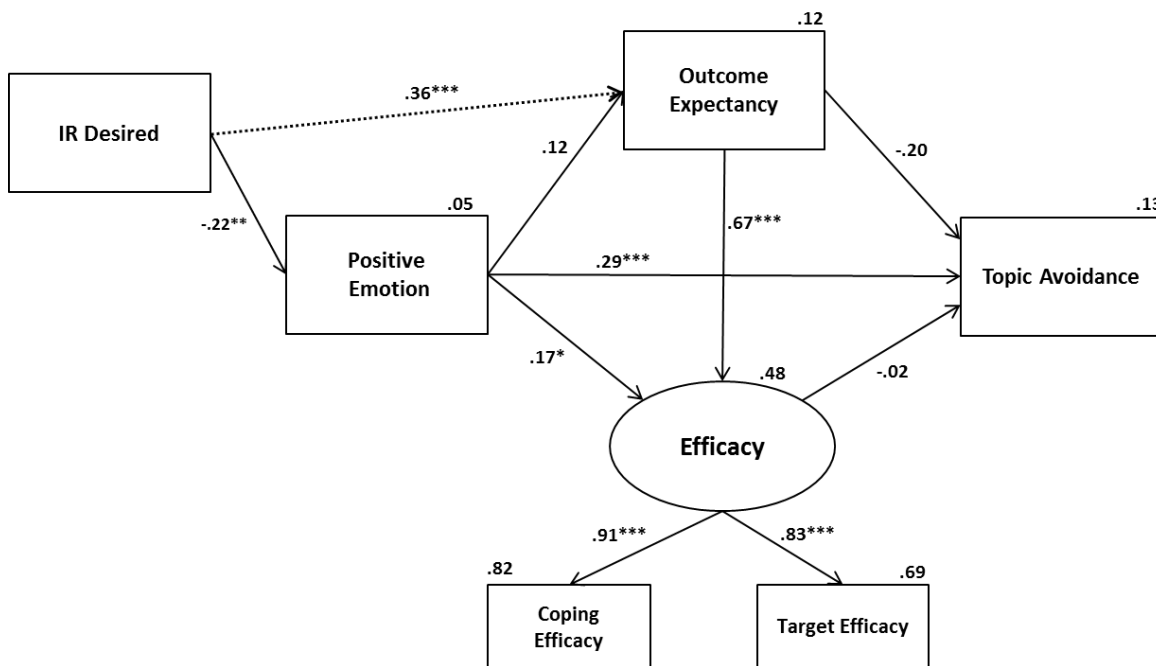 .12
Outcome
Expectancy
IR Desired
.36***
.12
-.20
-.22**
.05
.67***
.13
Positive
Emotion
.29***
Topic Avoidance
.17*
.48
-.02
Efficacy
.91***
.83***
.82
.69
Coping
Efficacy
Target Efficacy